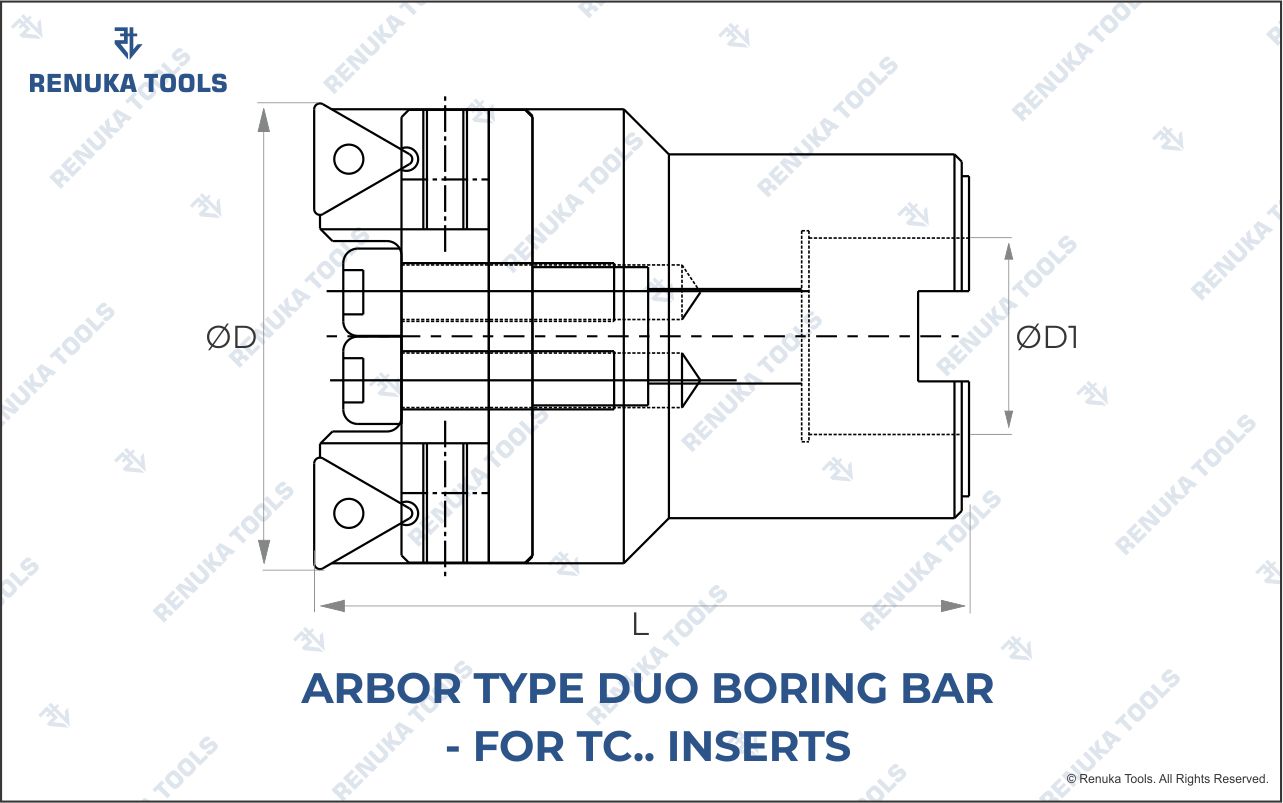 RENUKA TOOLS
ØD
ØD1
L
ARBOR TYPE DUO BORING BAR
- FOR TC.. INSERTS
© Renuka Tools. All Rights Reserved.